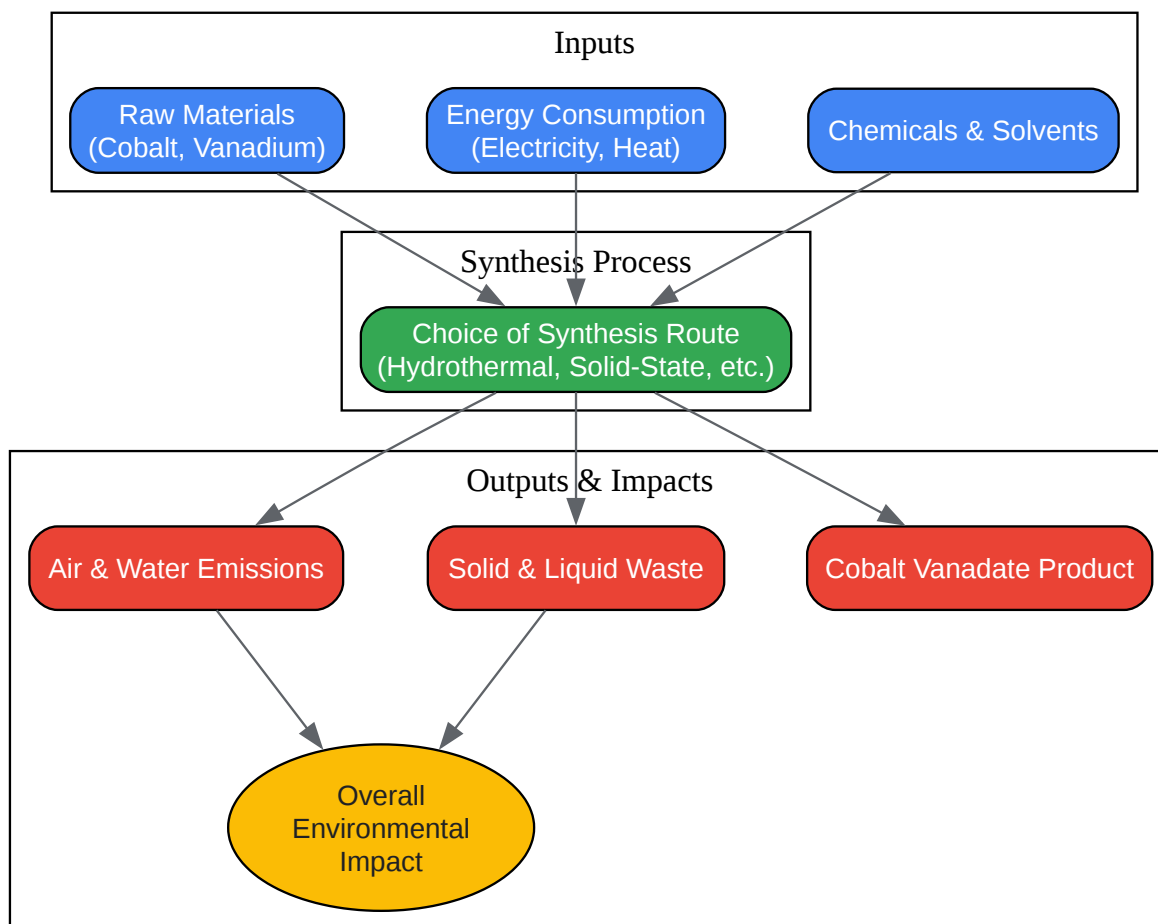 Inputs
Raw Materials
(Cobalt, Vanadium)
Energy Consumption
(Electricity, Heat)
Chemicals & Solvents
Synthesis Process
Choice of Synthesis Route
(Hydrothermal, Solid-State, etc.)
Outputs & Impacts
Air & Water Emissions
Solid & Liquid Waste
Cobalt Vanadate Product
Overall
Environmental
Impact